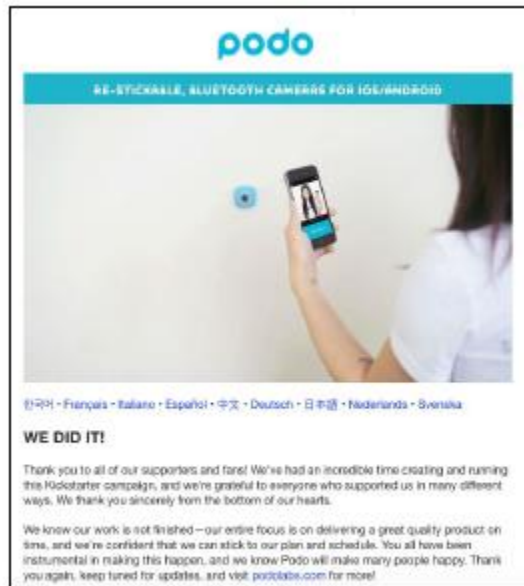 podo
RE-STICKABLE, BLUETOOTH CAMERAS FOR IOS/ANDROID
한국어 • Français • Italiano • Español • 中文 • Deutsch • 日本語 • Nederlands • Svenska
WE DID IT!
Thank you to all of our supporters and fans! We've had an incredible time creating and running
this Kickstarter campaign, and we're grateful to everyone who supported us in many different
ways. We thank you sincerely from the bottom of our hearts.
We know our work is not finished—our entire focus is on delivering a great quality product on
time, and we're confident that we can stick to our plan and schedule. You all have been
instrumental in making this happen, and we know Podo will make many people happy. Thank
you again, keep tuned for updates, and visit podolabs.com for more!